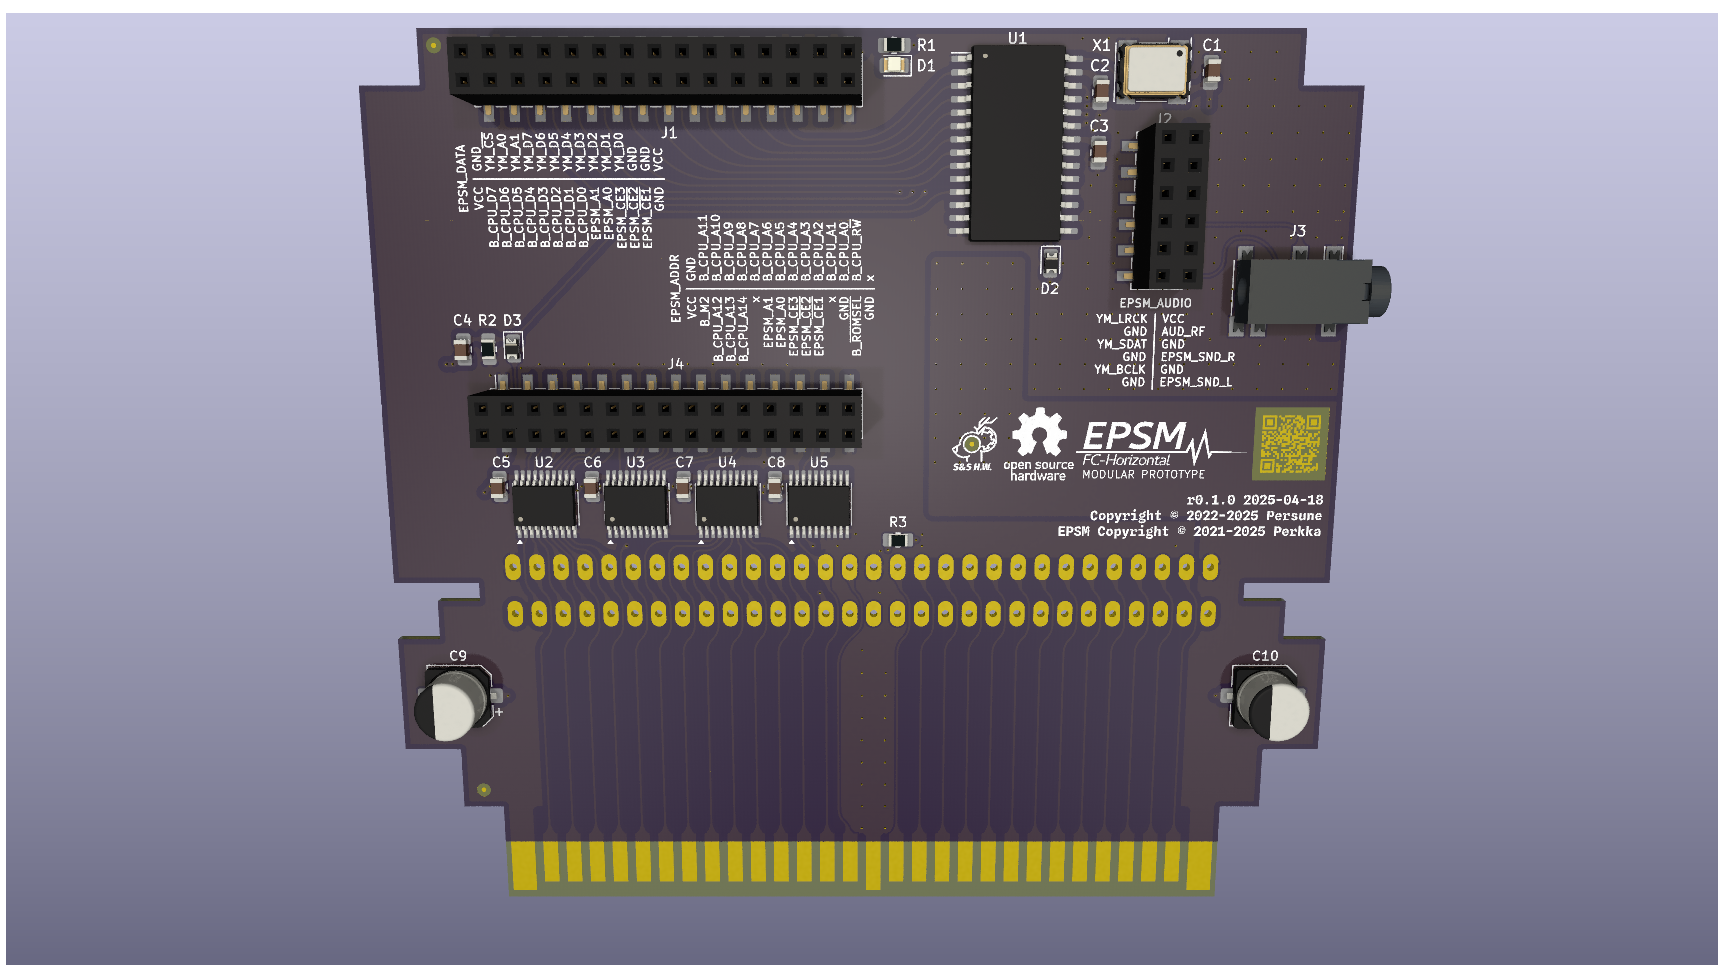 R1
D1
U1
X1
C1
C2
C3
J1
J2
EPSM_DATA
GND
YM_CS
YM_A0
YM_A1
YM_D7
YM_D6
YM_D5
YM_D4
YM_D3
YM_D2
YM_D1
YM_D0
GND
GND
VCC
VCC
B_CPU_D7
B_CPU_D6
B_CPU_D5
B_CPU_D4
B_CPU_D3
B_CPU_D2
B_CPU_D1
B_CPU_D0
EPSM_A1
EPSM_A0
EPSM_CE3
EPSM_CE2
EPSM_CE1
GND
EPSM_ADDR
GND
B_CPU_A11
B_CPU_A10
B_CPU_A9
B_CPU_A8
B_CPU_A7
B_CPU_A6
B_CPU_A5
B_CPU_A4
B_CPU_A3
B_CPU_A2
B_CPU_A1
B_CPU_A0
B_CPU_RW
x
VCC
B_M2
B_CPU_A12
B_CPU_A13
B_CPU_A14
x
EPSM_A1
EPSM_A0
EPSM_CE3
EPSM_CE2
EPSM_CE1
x
GND
B_ROMSEL
GND
D2
J3
EPSM_AUDIO
YM_LRCK VCC
GND AUD_RF
YM_SDAT GND
GND EPSM_SND_R
YM_BCLK GND
GND EPSM_SND_L
C4 R2 D3
J4
S&S H.W.
open source
hardware
EPSM
FC-Horizontal
MODULAR PROTOTYPE
C5 U2 C6 U3 C7 U4 C8 U5
r0.1.0 2025-04-18
Copyright © 2022-2025 Persune
EPSM Copyright © 2021-2025 Perkka
R3
C9
+
C10